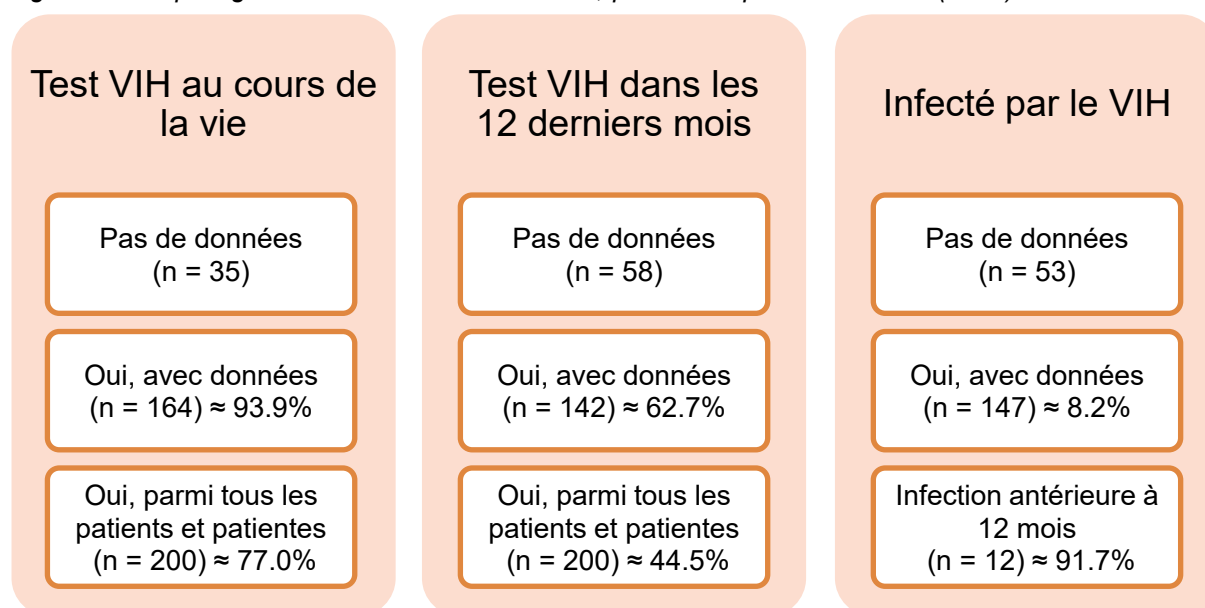 Test VIH au cours de
la vie
Pas de données
(n = 35)
Oui, avec données
(n = 164) ≈ 93.9%
Oui, parmi tous les
patients et patientes
(n = 200) ≈ 77.0%
Test VIH dans les
12 derniers mois
Pas de données
(n = 58)
Oui, avec données
(n = 142) ≈ 62.7%
Oui, parmi tous les
patients et patientes
(n = 200) ≈ 44.5%
Infecté par le VIH
Pas de données
(n = 53)
Oui, avec données
(n = 147) ≈ 8.2%
Infection antérieure à
12 mois
(n = 12) ≈ 91.7%